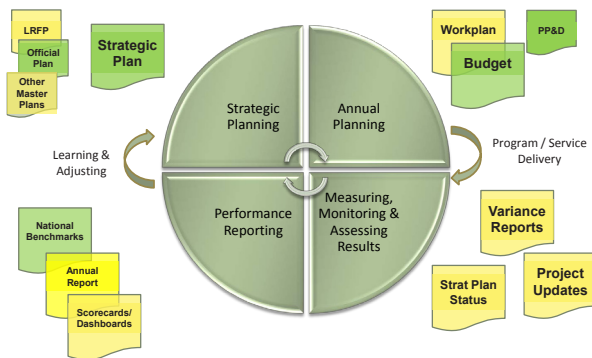 LRFP
Official
Plan
Other
Master
Plans
Strategic
Plan
Workplan
Budget
PP&D
Strategic
Planning
Annual
Planning
Learning &
Adjusting
Program / Service
Delivery
Performance
Reporting
Measuring,
Monitoring &
Assessing
Results
National
Benchmarks
Annual
Report
Scorecards/
Dashboards
Variance
Reports
Strat Plan
Status
Project
Updates